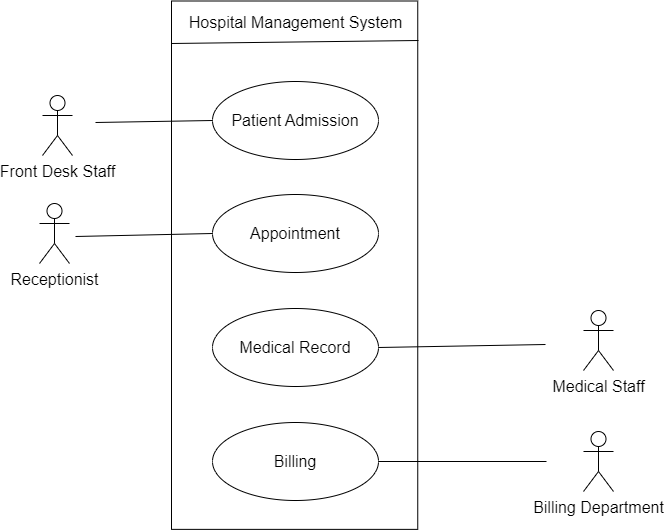 Hospital Management System
Patient Admission
Front Desk Staff
Appointment
Receptionist
Medical Record
Medical Staff
Billing
Billing Department